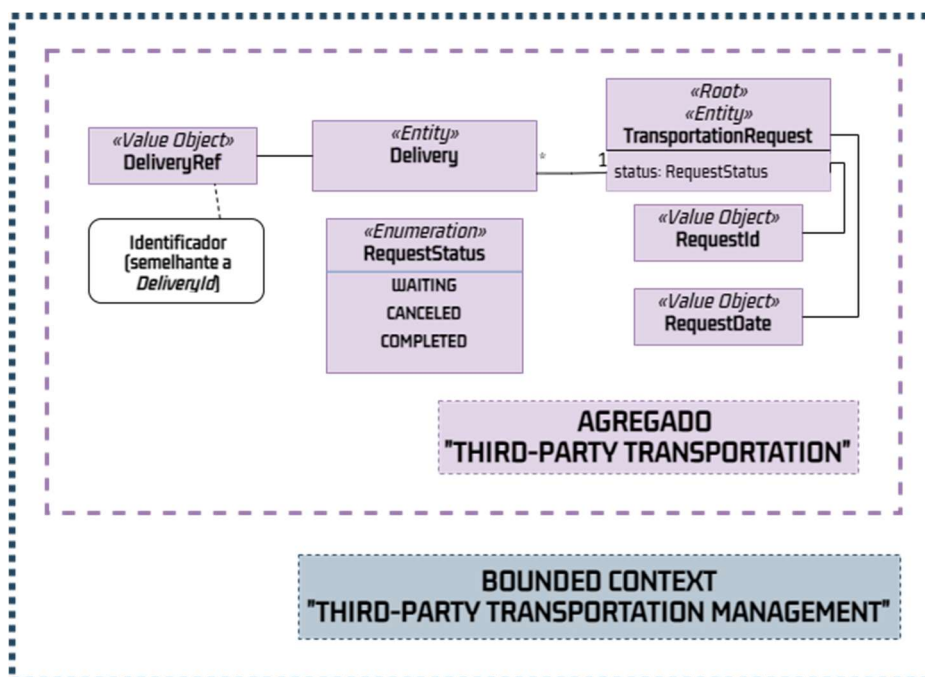 «Value Object»
DeliveryRef
Identificador
(semelhante a
DeliveryId)
«Entity»
Delivery
*
1
«Root»
«Entity»
TransportationRequest
status: RequestStatus
«Enumeration»
RequestStatus
WAITING
CANCELED
COMPLETED
«Value Object»
RequestId
«Value Object»
RequestDate
AGREGADO
"THIRD-PARTY TRANSPORTATION"
BOUNDED CONTEXT
"THIRD-PARTY TRANSPORTATION MANAGEMENT"